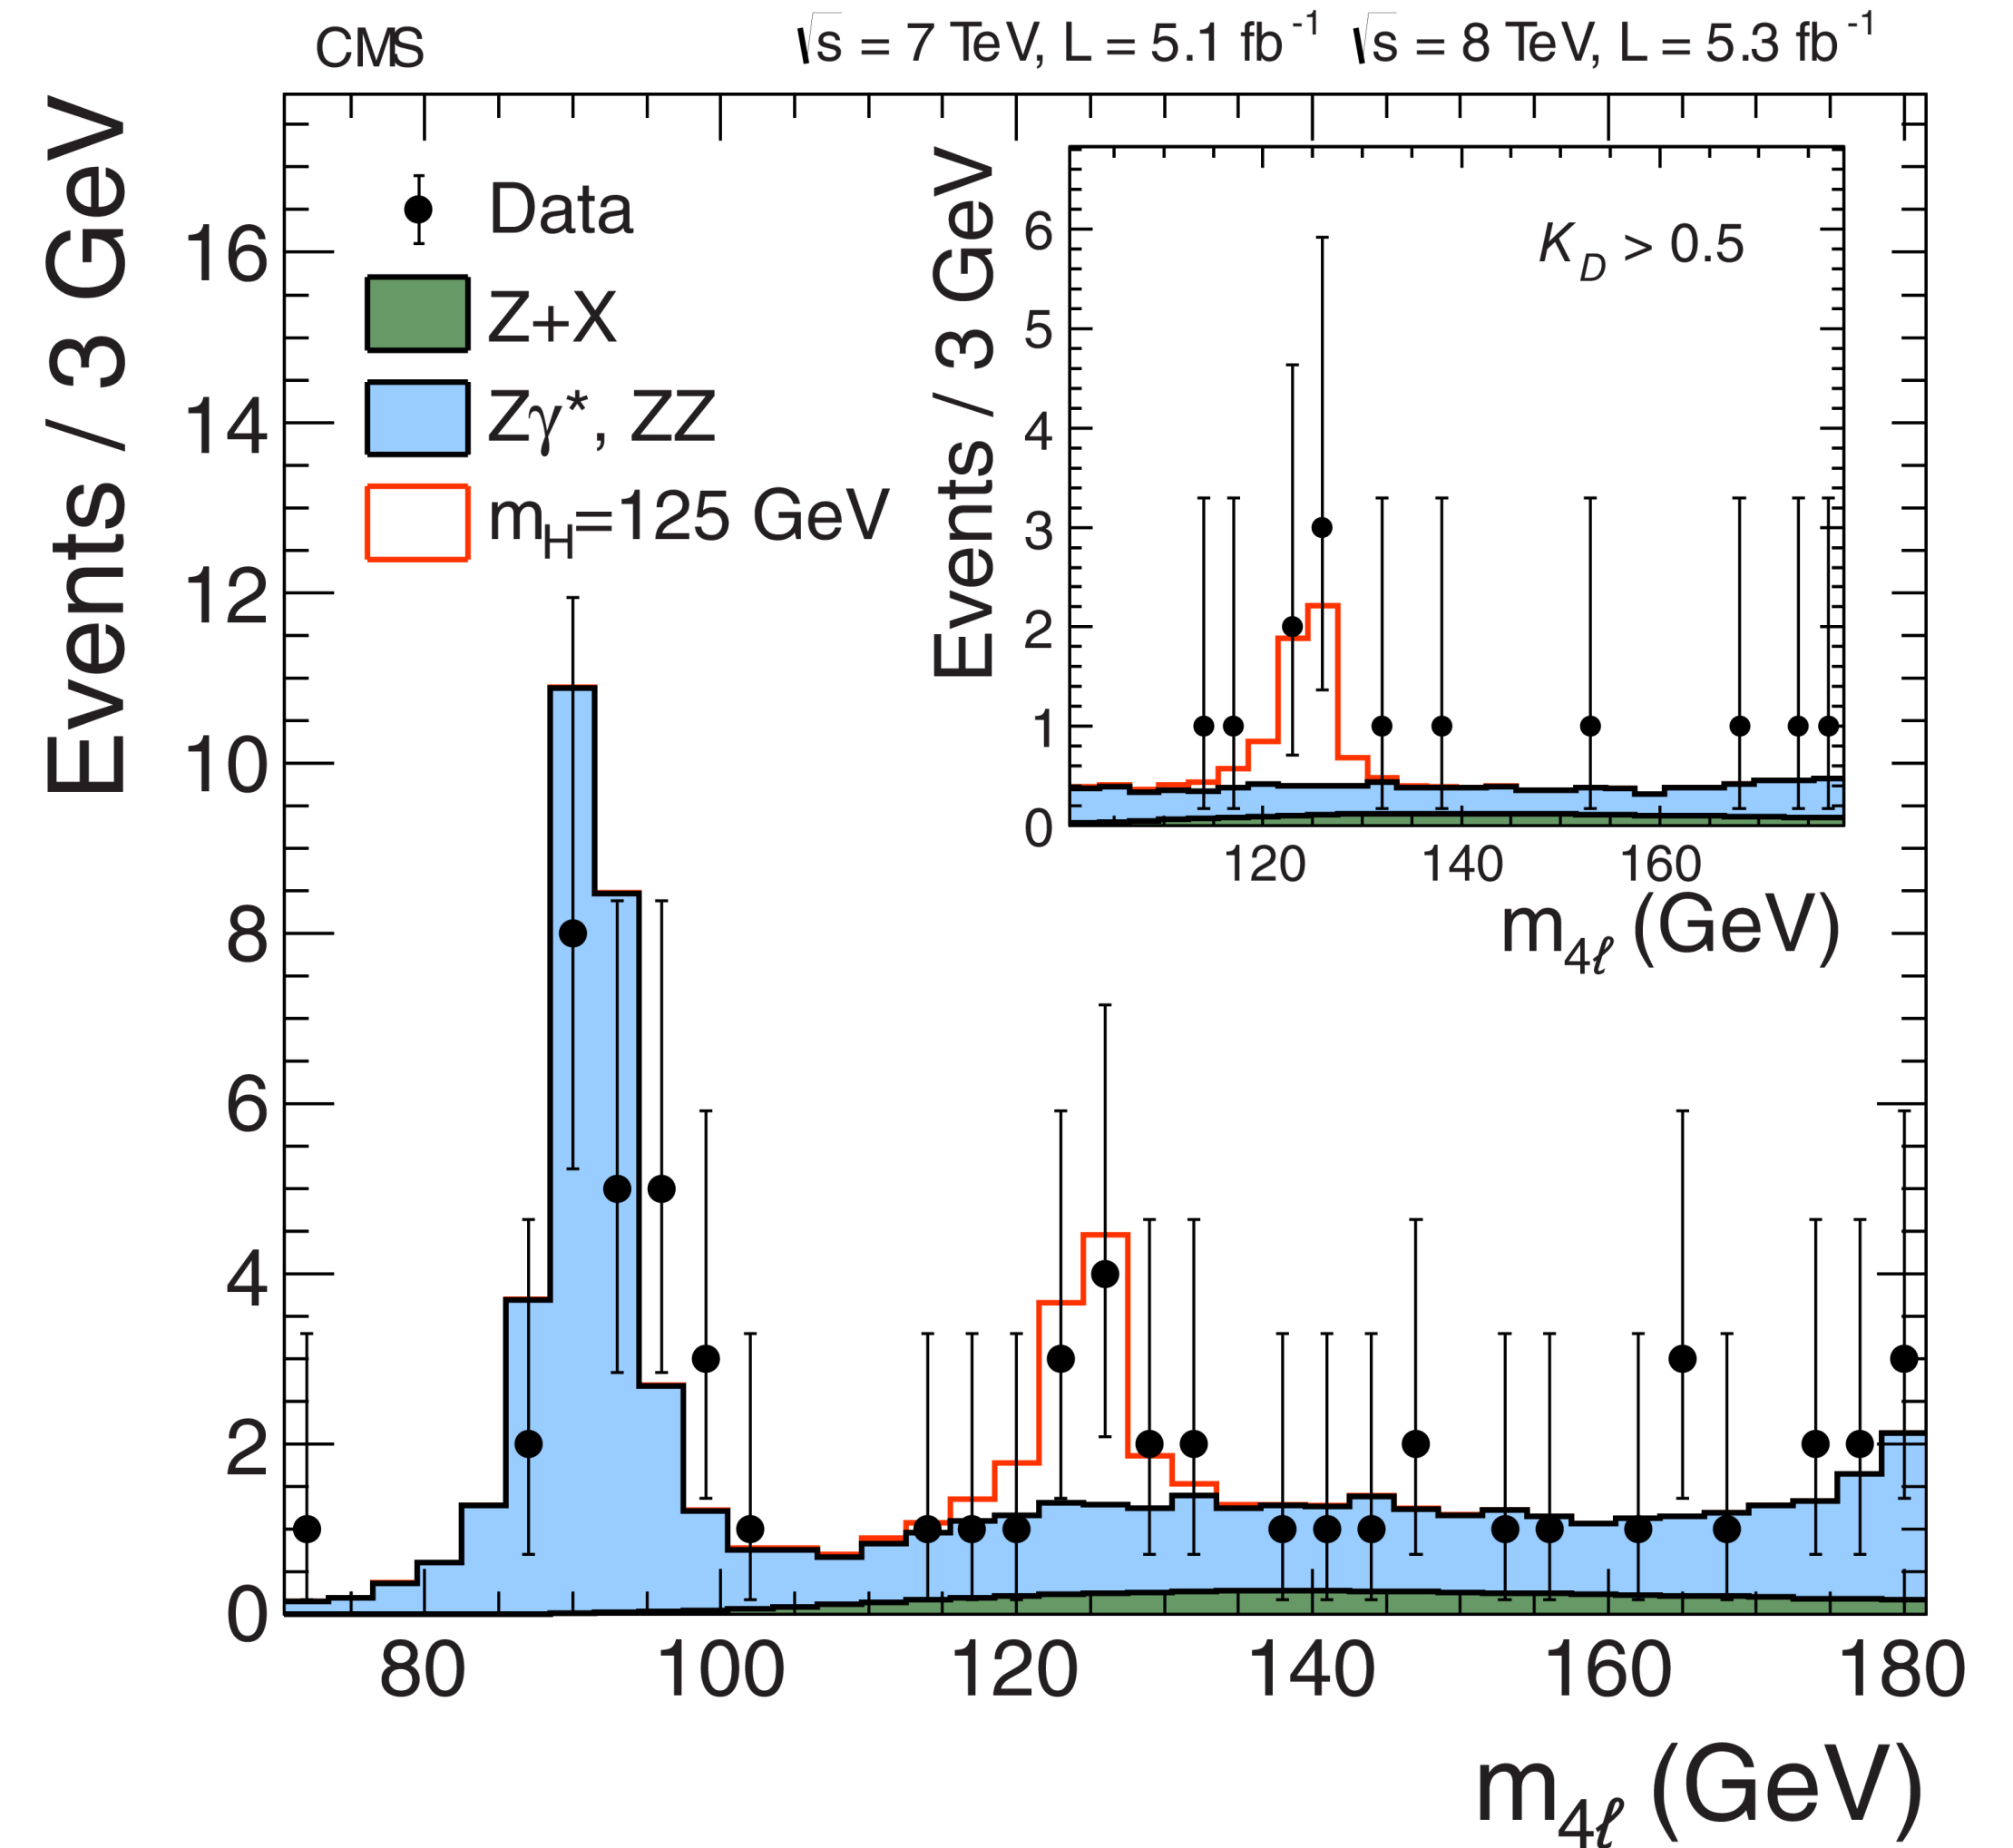 CMS
√s = 7 TeV, L = 5.1 fb⁻¹ √s = 8 TeV, L = 5.3 fb⁻¹
Events / 3 GeV
16
14
12
10
8
6
4
2
0
Data
Z+X
Zγ*, ZZ
m_H=125 GeV
Events / 3 GeV
6
5
4
3
2
1
0
K_D > 0.5
120 140 160
m_4ℓ (GeV)
80 100 120 140 160 180
m_4ℓ (GeV)